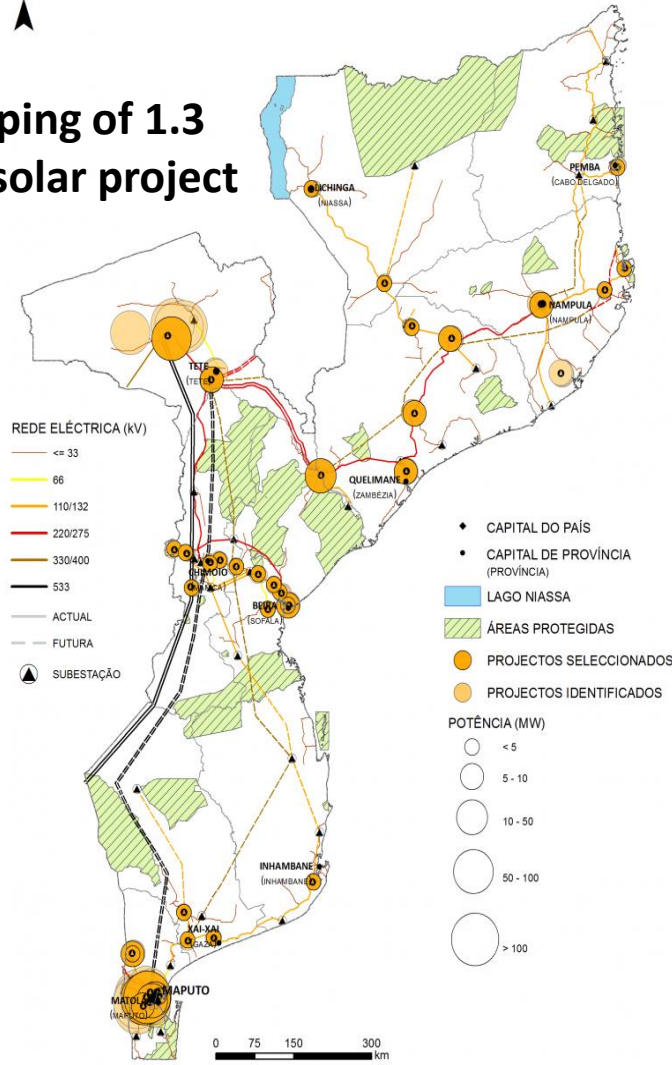 ping of 1.3
solar project
LICHINGA
(NIASSA)
PEMBA
(CABO DELGADO)
NAMPULA
(NAMPULA)
TETE
(TETE)
QUELIMANE
(ZAMBÉZIA)
CHIMOIO
BEIRA
(SOFALA)
INHAMBANE
(INHAMBANE)
XAI-XAI
(GAZA)
MAPUTO
MATOLA
(MAPUTO)
REDE ELÉCTRICA (kV)
<= 33
66
110/132
220/275
330/400
533
ACTUAL
FUTURA
SUBESTAÇÃO
CAPITAL DO PAÍS
CAPITAL DE PROVÍNCIA
(PROVÍNCIA)
LAGO NIASSA
ÁREAS PROTEGIDAS
PROJECTOS SELECCIONADOS
PROJECTOS IDENTIFICADOS
POTÊNCIA (MW)
< 5
5 - 10
10 - 50
50 - 100
> 100
0 75 150 300
km